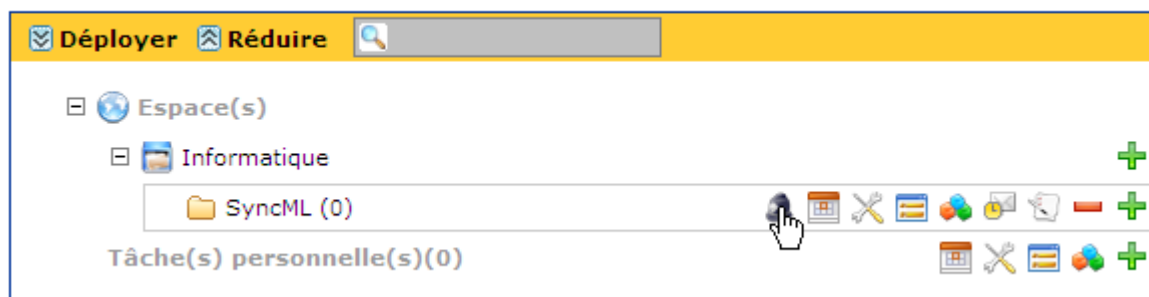 Déployer Réduire
Espace(s)
Informatique
SyncML (0)
Tâche(s) personnelle(s)(0)